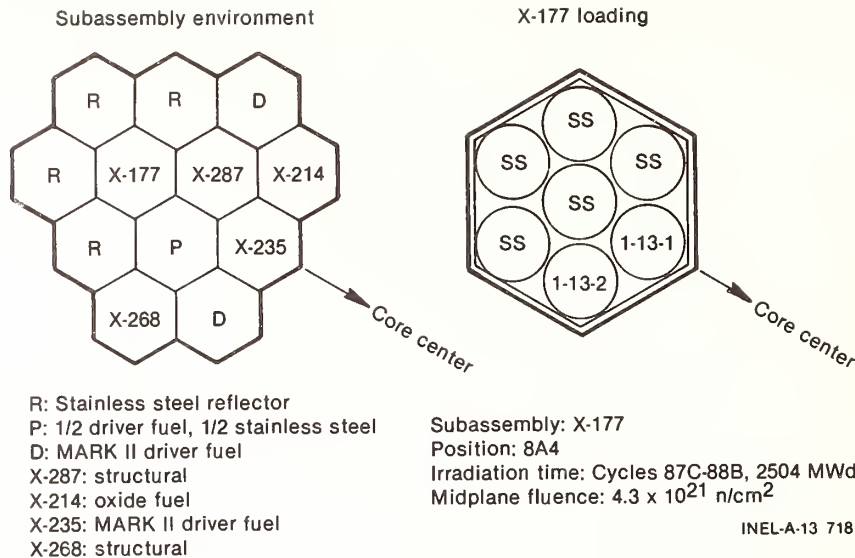 Subassembly environment
R
R
D
R
X-177
X-287
X-214
R
P
X-235
X-268
D
Core center
R: Stainless steel reflector
P: 1/2 driver fuel, 1/2 stainless steel
D: MARK II driver fuel
X-287: structural
X-214: oxide fuel
X-235: MARK II driver fuel
X-268: structural
X-177 loading
SS
SS
SS
SS
SS
1-13-1
1-13-2
Core center
Subassembly: X-177
Position: 8A4
Irradiation time: Cycles 87C-88B, 2504 MWd
Midplane fluence: 4.3 x 10²¹ n/cm²
INEL-A-13 718